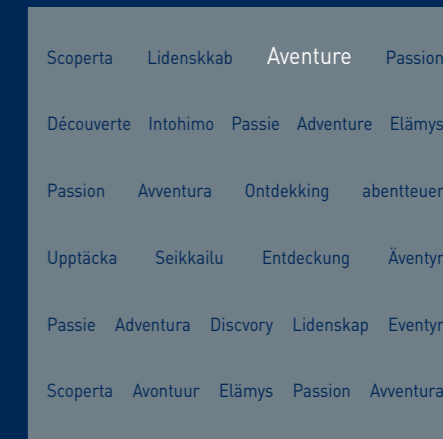 Scoperta Lidenskkab Aventure Passion
Découverte Intohimo Passie Adventure Elämys
Passion Avventura Ontdekking abentteuer
Upptäcka Seikkailu Entdeckung Äventyr
Passie Adventura Discvory Lidenskap Eventyr
Scoperta Avontuur Elämys Passion Avventura